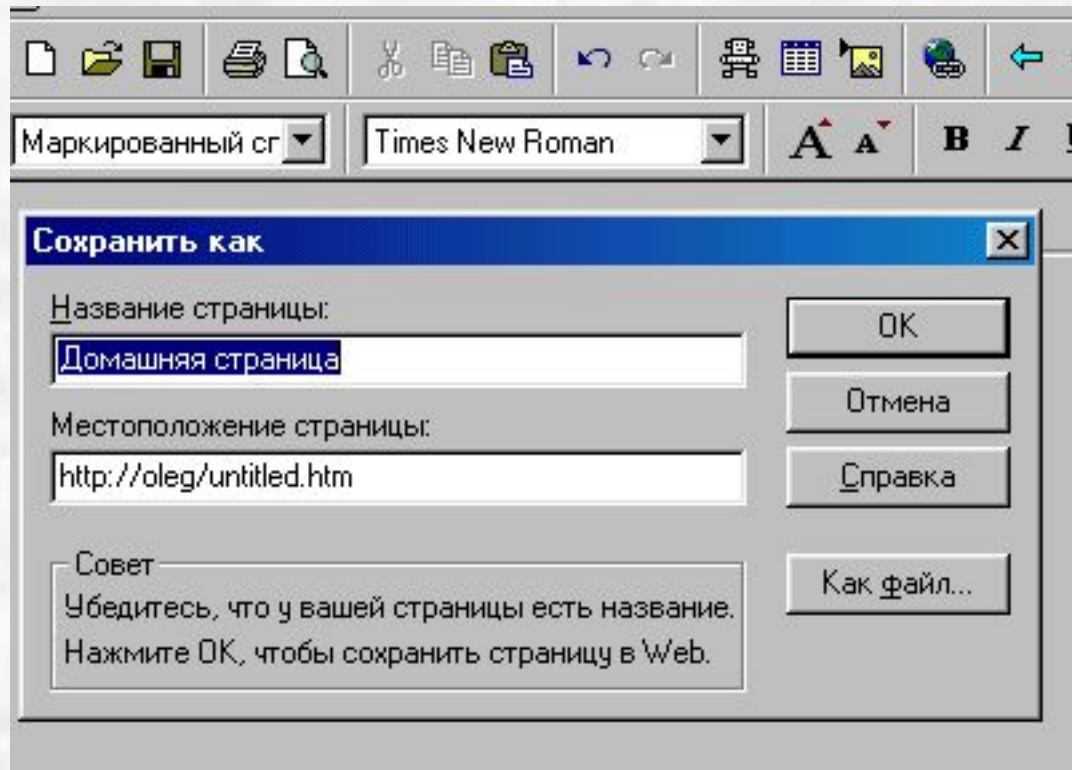 Маркированный сг
Times New Roman
A A B I
Сохранить как
Название страницы:
Домашняя страница
OK
Отмена
Местоположение страницы:
http://oleg/untitled.htm
Справка
Совет
Убедитесь, что у вашей страницы есть название.
Нажмите OK, чтобы сохранить страницу в Web.
Как файл...